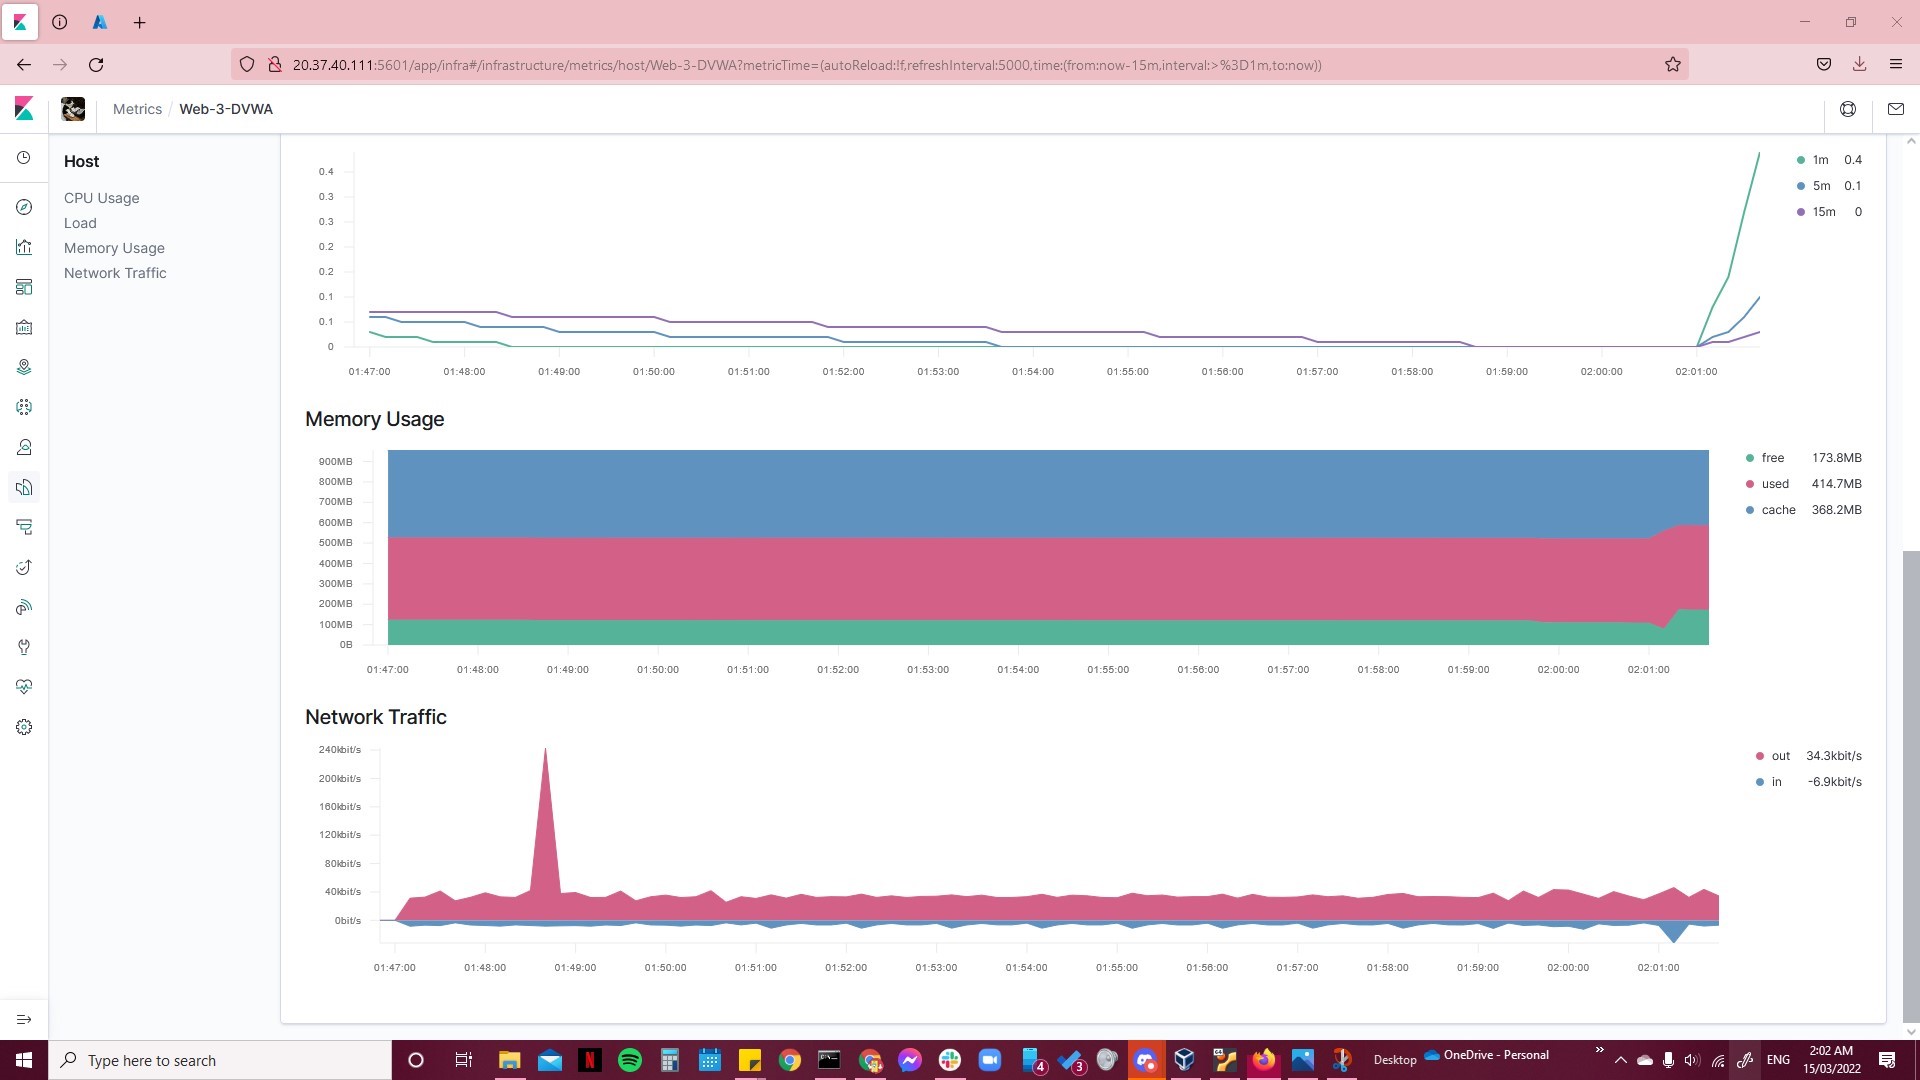 20.37.40.111:5601/app/infra#/infrastructure/metrics/host/Web-3-DVWA?metricTime=(autoReload:!f,refreshInterval:5000,time:(from:now-15m,interval:>%3D1m,to:now))
Metrics / Web-3-DVWA
Host
CPU Usage
Load
Memory Usage
Network Traffic
0.4
0.3
0.3
0.2
0.2
0.1
0.1
0
01:47:00 01:48:00 01:49:00 01:50:00 01:51:00 01:52:00 01:53:00 01:54:00 01:55:00 01:56:00 01:57:00 01:58:00 01:59:00 02:00:00 02:01:00
1m 0.4
5m 0.1
15m 0
Memory Usage
900MB
800MB
700MB
600MB
500MB
400MB
300MB
200MB
100MB
0B
01:47:00 01:48:00 01:49:00 01:50:00 01:51:00 01:52:00 01:53:00 01:54:00 01:55:00 01:56:00 01:57:00 01:58:00 01:59:00 02:00:00 02:01:00
free 173.8MB
used 414.7MB
cache 368.2MB
Network Traffic
240kbit/s
200kbit/s
160kbit/s
120kbit/s
80kbit/s
40kbit/s
0bit/s
01:47:00 01:48:00 01:49:00 01:50:00 01:51:00 01:52:00 01:53:00 01:54:00 01:55:00 01:56:00 01:57:00 01:58:00 01:59:00 02:00:00 02:01:00
out 34.3kbit/s
in -6.9kbit/s
Type here to search
4
3
Desktop
OneDrive - Personal
ENG
2:02 AM
15/03/2022